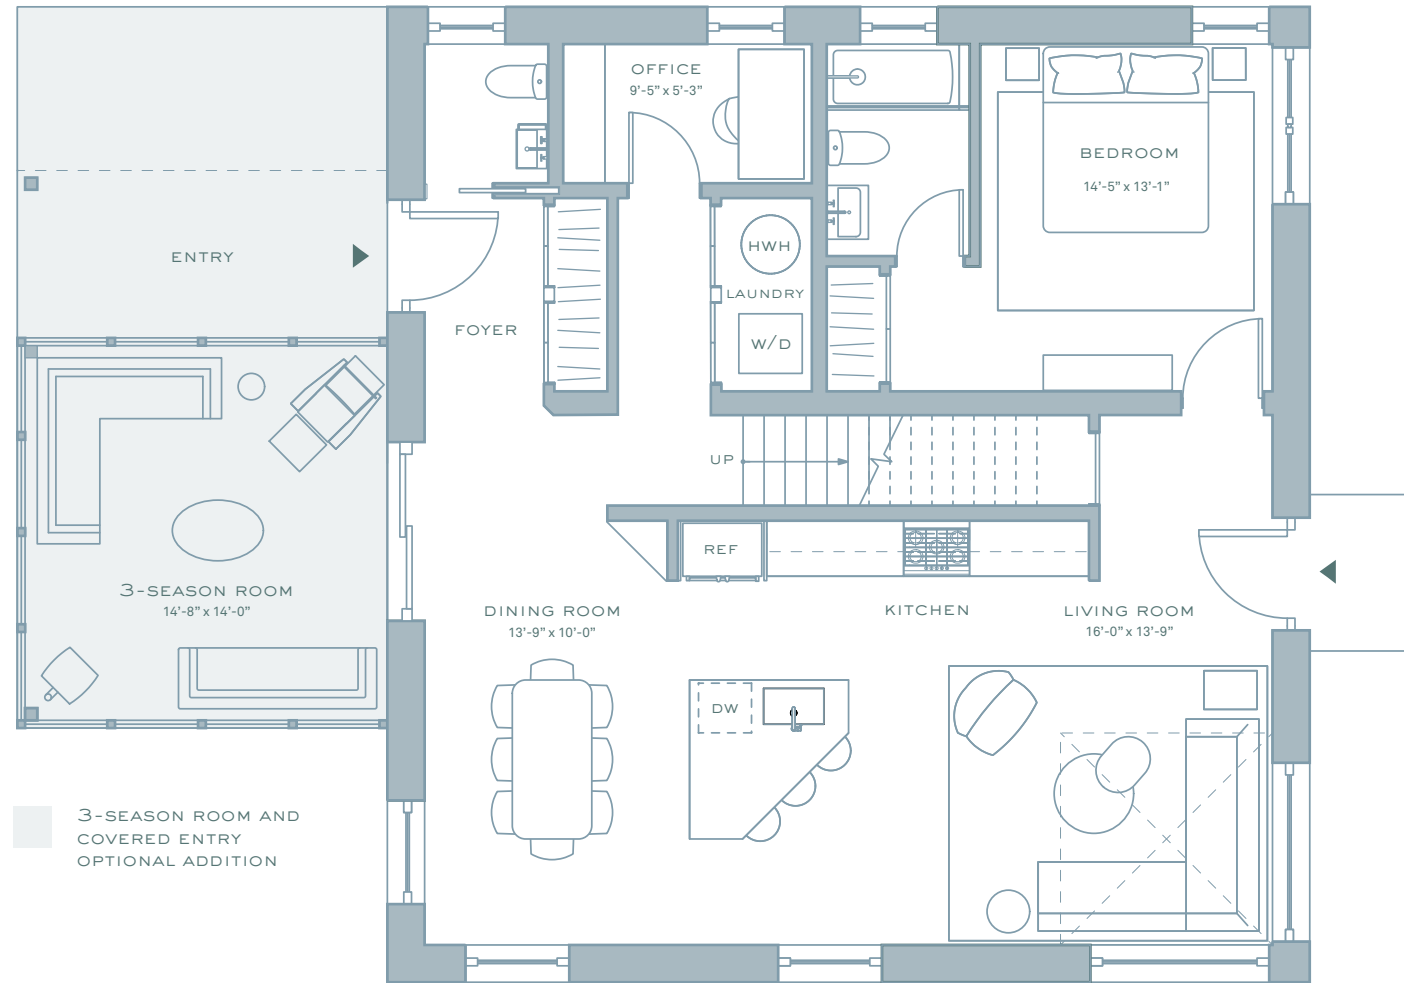 OFFICE
9'-5" x 5'-3"
BEDROOM
14'-5" x 13'-1"
ENTRY
HWH
LAUNDRY
FOYER
W/D
UP
REF
3-SEASON ROOM
14'-8" x 14'-0"
DINING ROOM
13'-9" x 10'-0"
KITCHEN
LIVING ROOM
16'-0" x 13'-9"
DW
3-SEASON ROOM AND
COVERED ENTRY
OPTIONAL ADDITION